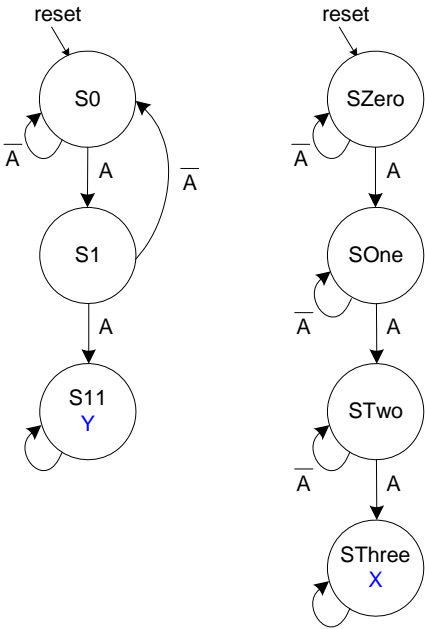 reset
S0
A̅
A
A̅
S1
A
S11
Y
reset
SZero
A̅
A
SOne
A̅
A
STwo
A̅
A
SThree
X